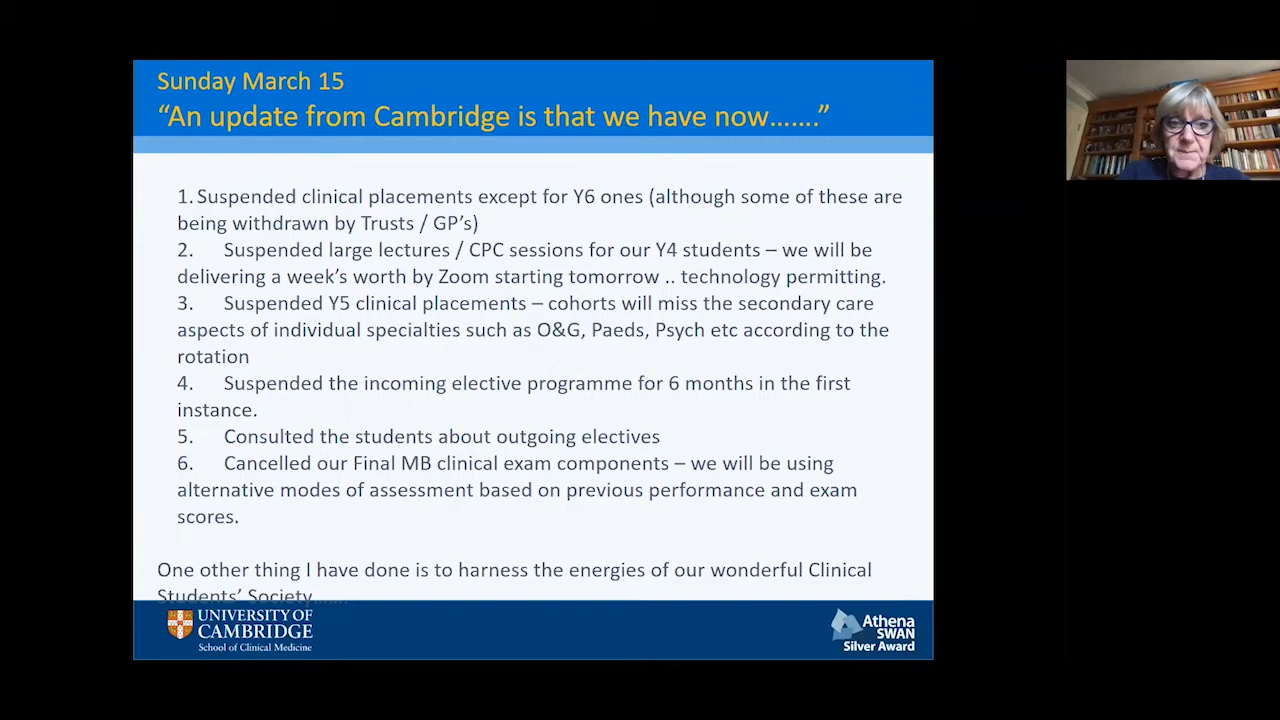 Sunday March 15
“An update from Cambridge is that we have now…….”
1. Suspended clinical placements except for Y6 ones (although some of these are
being withdrawn by Trusts / GP’s)
2. Suspended large lectures / CPC sessions for our Y4 students – we will be
delivering a week’s worth by Zoom starting tomorrow .. technology permitting.
3. Suspended Y5 clinical placements – cohorts will miss the secondary care
aspects of individual specialties such as O&G, Paeds, Psych etc according to the
rotation
4. Suspended the incoming elective programme for 6 months in the first
instance.
5. Consulted the students about outgoing electives
6. Cancelled our Final MB clinical exam components – we will be using
alternative modes of assessment based on previous performance and exam
scores.
One other thing I have done is to harness the energies of our wonderful Clinical
Students’ Society……
UNIVERSITY OF
CAMBRIDGE
School of Clinical Medicine
Athena
SWAN
Silver Award